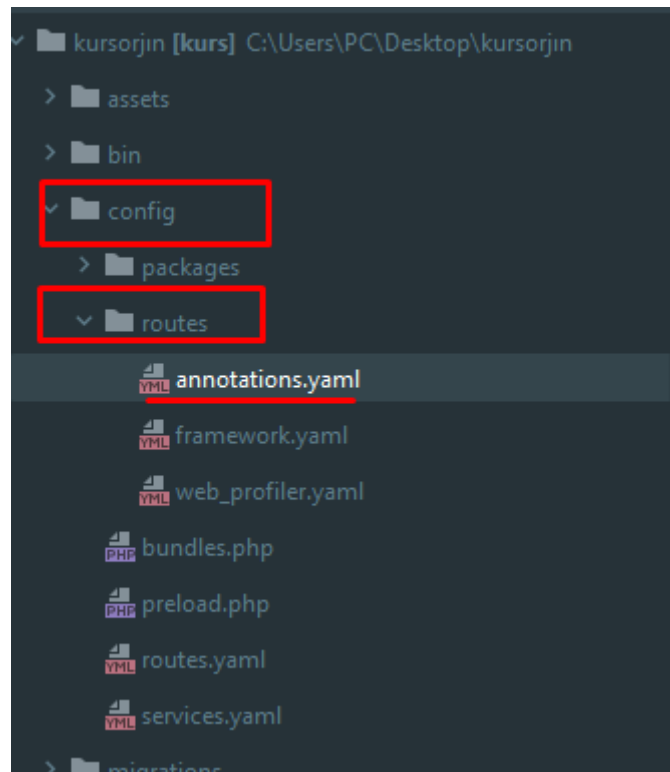 kursorjin [kurs] C:\Users\PC\Desktop\kursorjin
assets
bin
config
packages
routes
YML annotations.yaml
YML framework.yaml
YML web_profiler.yaml
PHP bundles.php
PHP preload.php
YML routes.yaml
YML services.yaml
migrations